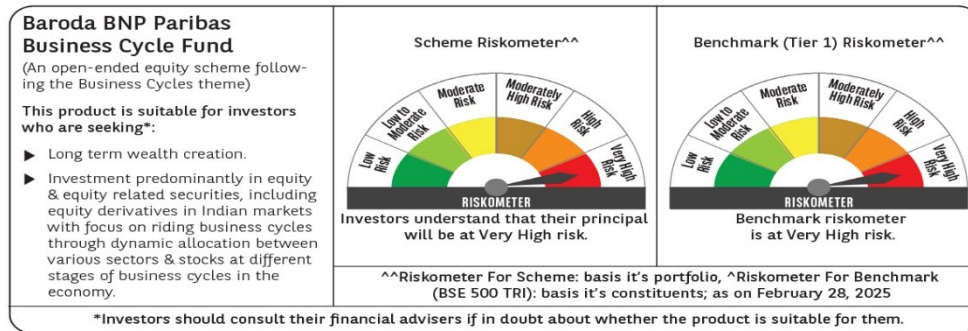 Baroda BNP Paribas
Business Cycle Fund
(An open-ended equity scheme follow-
ing the Business Cycles theme)
This product is suitable for investors
who are seeking*:
▶ Long term wealth creation.
▶ Investment predominantly in equity
& equity related securities, including
equity derivatives in Indian markets
with focus on riding business cycles
through dynamic allocation between
various sectors & stocks at different
stages of business cycles in the
economy.
Scheme Riskometer^^
Low
Risk
Low to
Moderate
Risk
Moderate
Risk
Moderately
High Risk
High
Risk
Very High
Risk
RISKOMETER
Investors understand that their principal
will be at Very High risk.
Benchmark (Tier 1) Riskometer^^
Low
Risk
Low to
Moderate
Risk
Moderate
Risk
Moderately
High Risk
High
Risk
Very High
Risk
RISKOMETER
Benchmark riskometer
is at Very High risk.
^^Riskometer For Scheme: basis it's portfolio, ^Riskometer For Benchmark
(BSE 500 TRI): basis it's constituents; as on February 28, 2025
*Investors should consult their financial advisers if in doubt about whether the product is suitable for them.